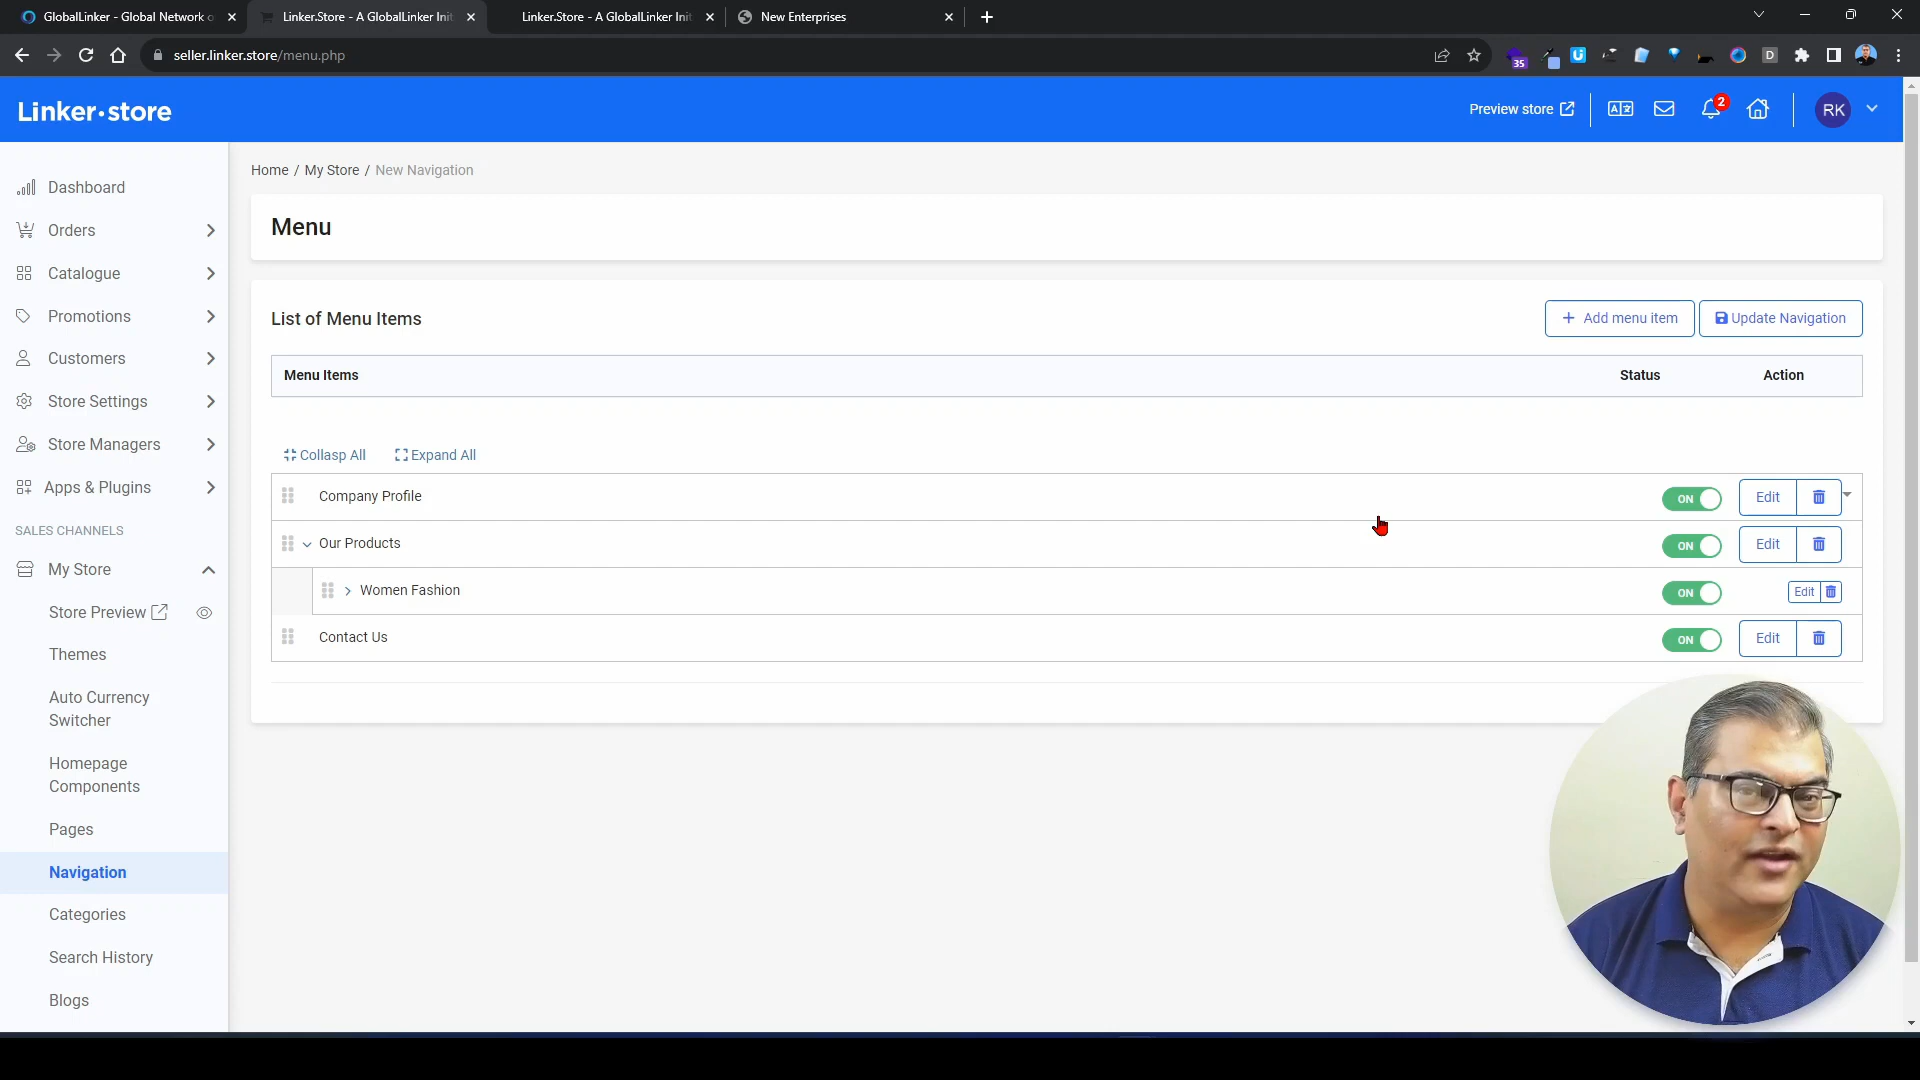 GlobalLinker - Global Network o
Linker.Store - A GlobalLinker Init
Linker.Store - A GlobalLinker Init
New Enterprises
seller.linker.store/menu.php
35
D
Linker·store
Preview store
2
RK
Home / My Store / New Navigation
Dashboard
Orders
Catalogue
Promotions
Customers
Store Settings
Store Managers
Apps & Plugins
SALES CHANNELS
My Store
Store Preview
Themes
Auto Currency
Switcher
Homepage
Components
Pages
Navigation
Categories
Search History
Blogs
Menu
List of Menu Items
+ Add menu item
Update Navigation
Menu Items
Status
Action
Collasp All
Expand All
Company Profile
ON
Edit
Our Products
ON
Edit
Women Fashion
ON
Edit
Contact Us
ON
Edit